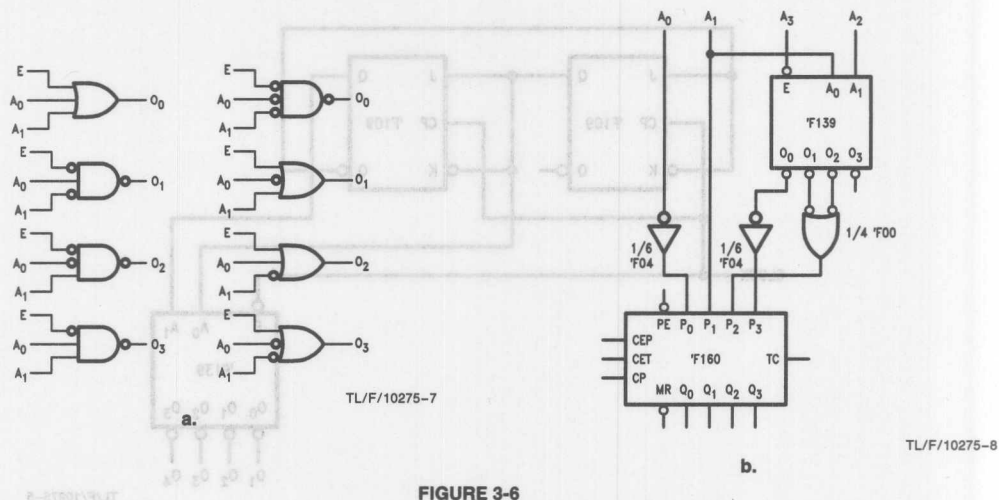 E
A0
A1
O0
E
A0
A1
O1
E
A0
A1
O2
E
A0
A1
O3
E
A0
A1
O0
E
A0
A1
O1
E
A0
A1
O2
E
A0
A1
O3
a.
TL/F/10275-7
A0 A1 A3 A2
E A0 A1
'F139
O0 O1 O2 O3
1/6 'F04
1/6 'F04
1/4 'F00
PE P0 P1 P2 P3
CEP
CET 'F160 TC
CP
MR Q0 Q1 Q2 Q3
TL/F/10275-8
b.
FIGURE 3-6